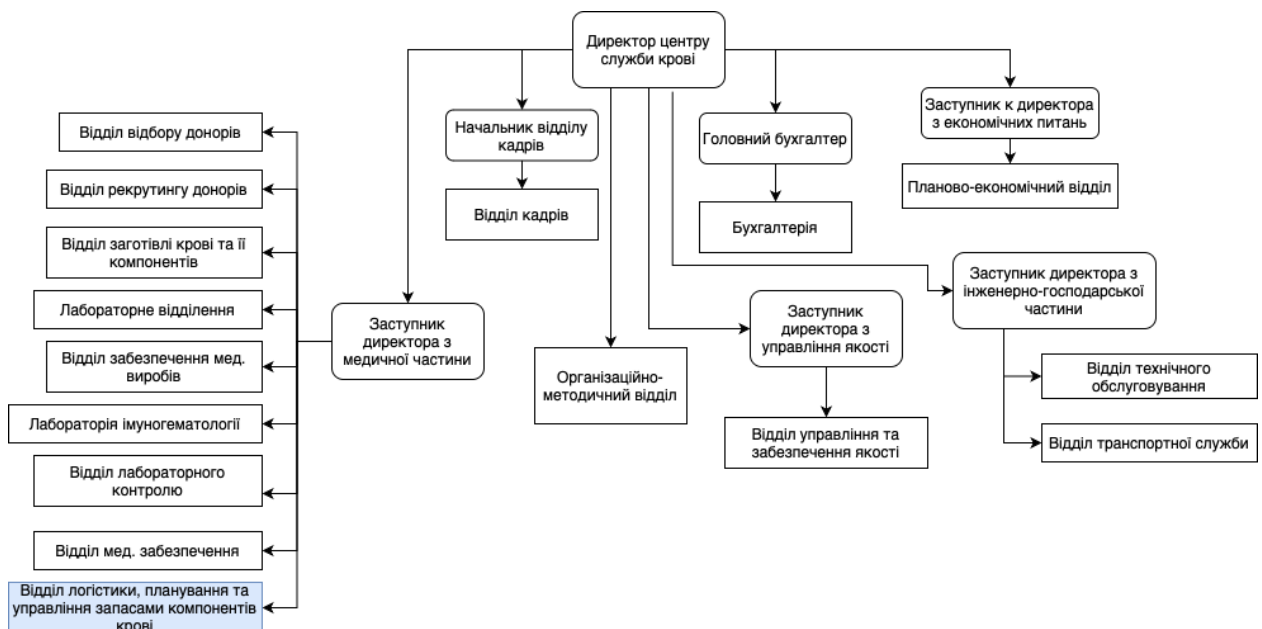 Директор центру
служби крові
Заступник к директора
з економічних питань
Начальник відділу
кадрів
Головний бухгалтер
Відділ відбору донорів
Відділ рекрутингу донорів
Відділ кадрів
Бухгалтерія
Планово-економічний відділ
Відділ заготівлі крові та її
компонентів
Лабораторне відділення
Заступник
директора з
медичної частини
Заступник
директора з
управління якості
Заступник директора з
інженерно-господарської
частини
Відділ забезпечення мед.
виробів
Організаційно-
методичний відділ
Відділ технічного
обслуговування
Лабораторія імуногематології
Відділ управління та
забезпечення якості
Відділ транспортної служби
Відділ лабораторного
контролю
Відділ мед. забезпечення
Відділ логістики, планування та
управління запасами компонентів
крові